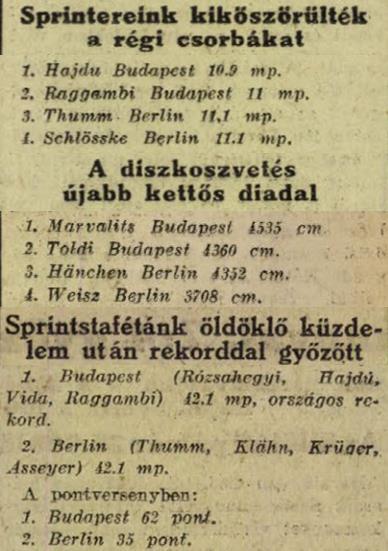 Sprintereink kiköszörülték
a régi csorbákat
1. Hajdu Budapest 10.9 mp.
2. Raggambi Budapest 11 mp.
3. Thumm Berlin 11,1 mp.
4. Schlösske Berlin 11.1 mp.
A diszkoszvetés
újabb kettős diadal
1. Marvalits Budapest 4535 cm
2. Toldi Budapest 4360 cm.
3. Hänchen Berlin 4352 cm.
4. Weisz Berlin 3708 cm.
Sprintstafétánk öldöklő küzde-
lem után rekorddal győzött
1. Budapest (Rózsahegyi, Hajdú,
Vida, Raggambi) 42.1 mp, országos re-
kord.
2. Berlin (Thumm, Klähn, Krüger,
Asseyer) 42.1 mp.
A pontversenyben:
1. Budapest 62 pont.
2. Berlin 35 pont.